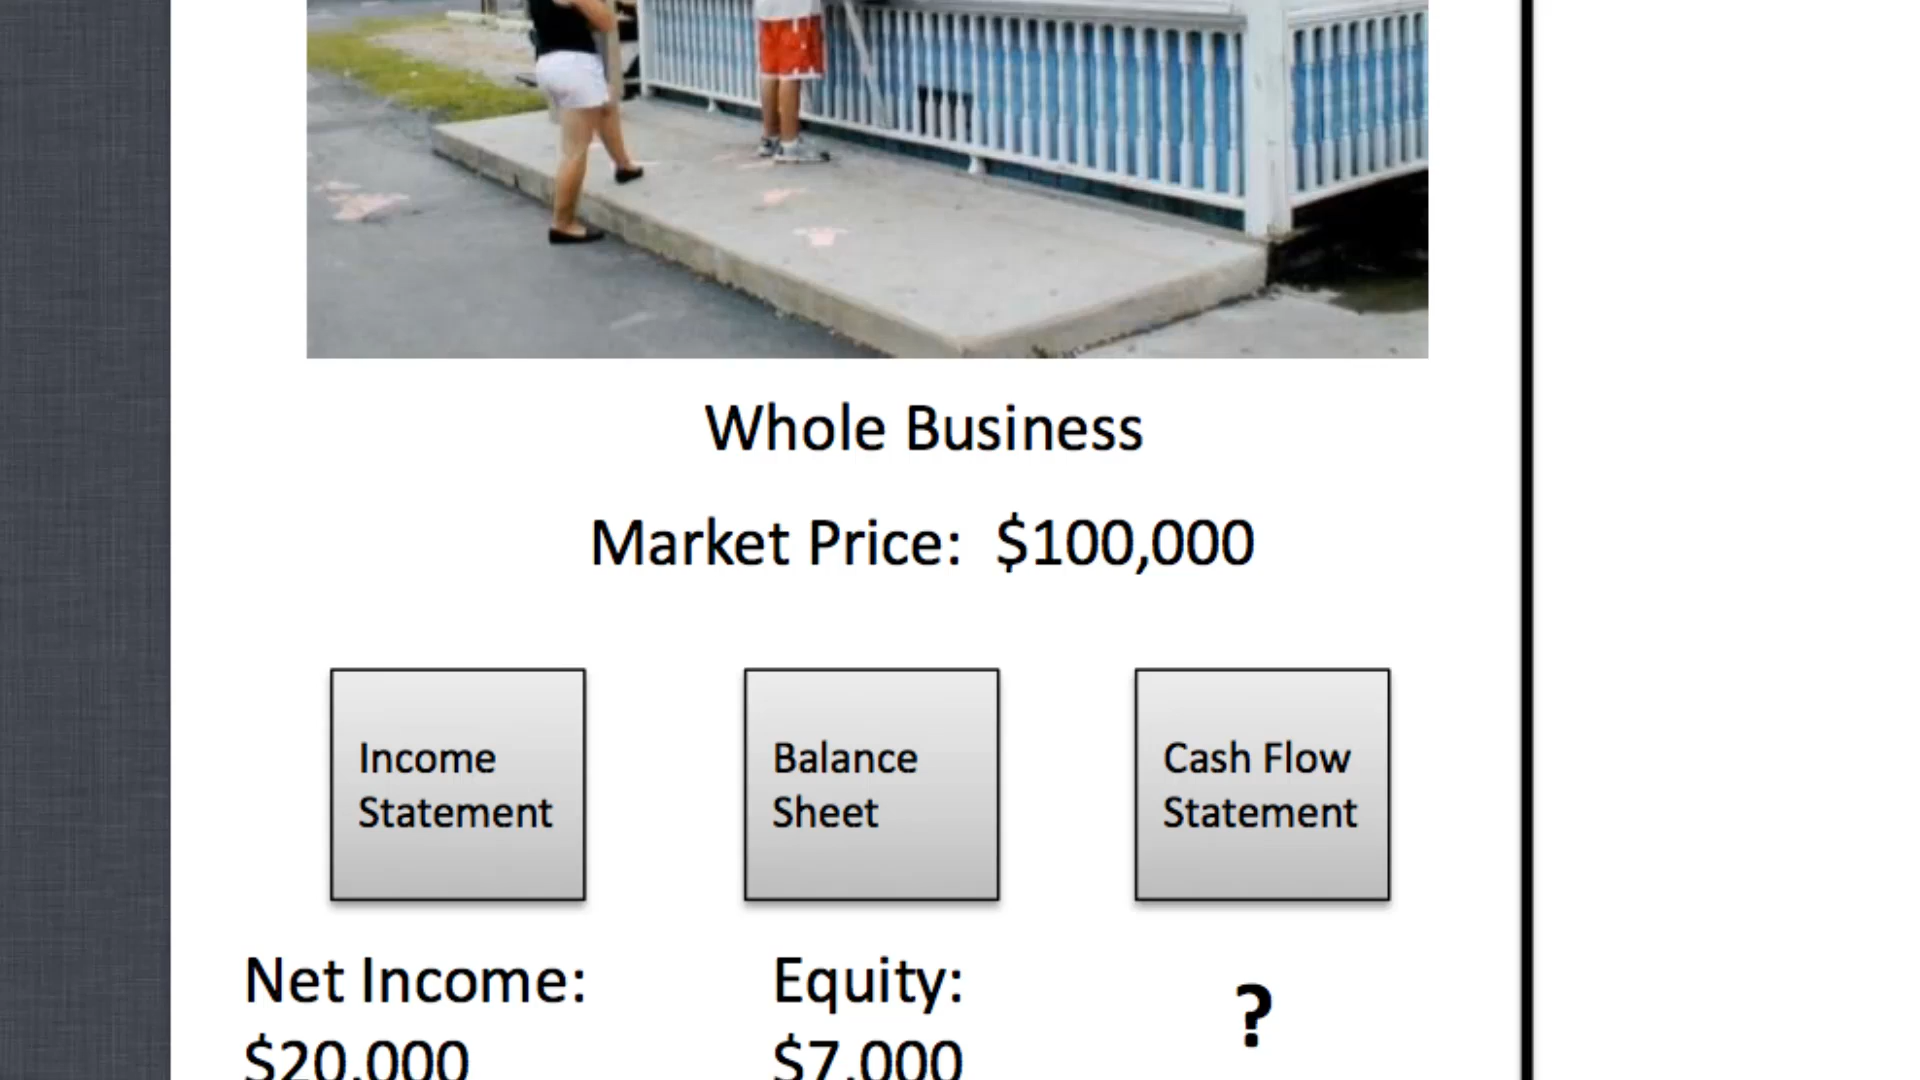 Whole Business
Market Price: $100,000
Income
Statement
Balance
Sheet
Cash Flow
Statement
Net Income:
$20,000
Equity:
$7,000
?